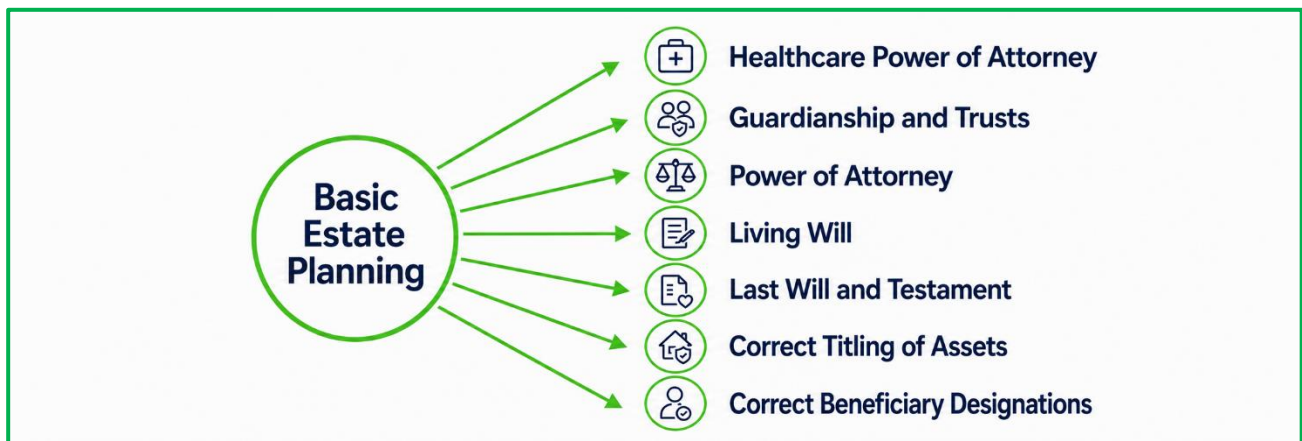 Basic
Estate
Planning
Healthcare Power of Attorney
Guardianship and Trusts
Power of Attorney
Living Will
Last Will and Testament
Correct Titling of Assets
Correct Beneficiary Designations